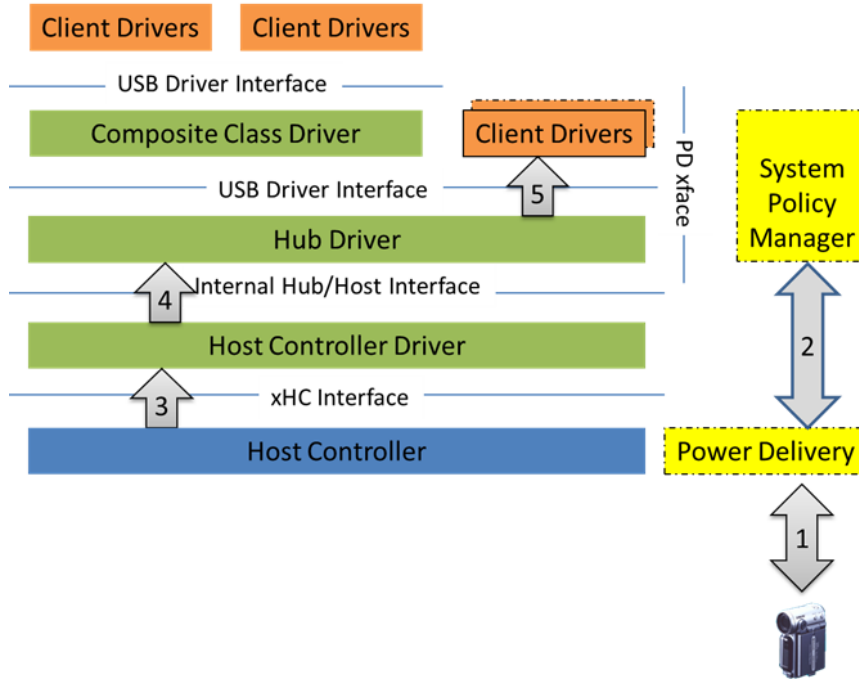 Client Drivers
Client Drivers
USB Driver Interface
Composite Class Driver
Client Drivers
PD xface
System
Policy
Manager
USB Driver Interface
5
Hub Driver
4
Internal Hub/Host Interface
Host Controller Driver
2
3
xHC Interface
Host Controller
Power Delivery
1